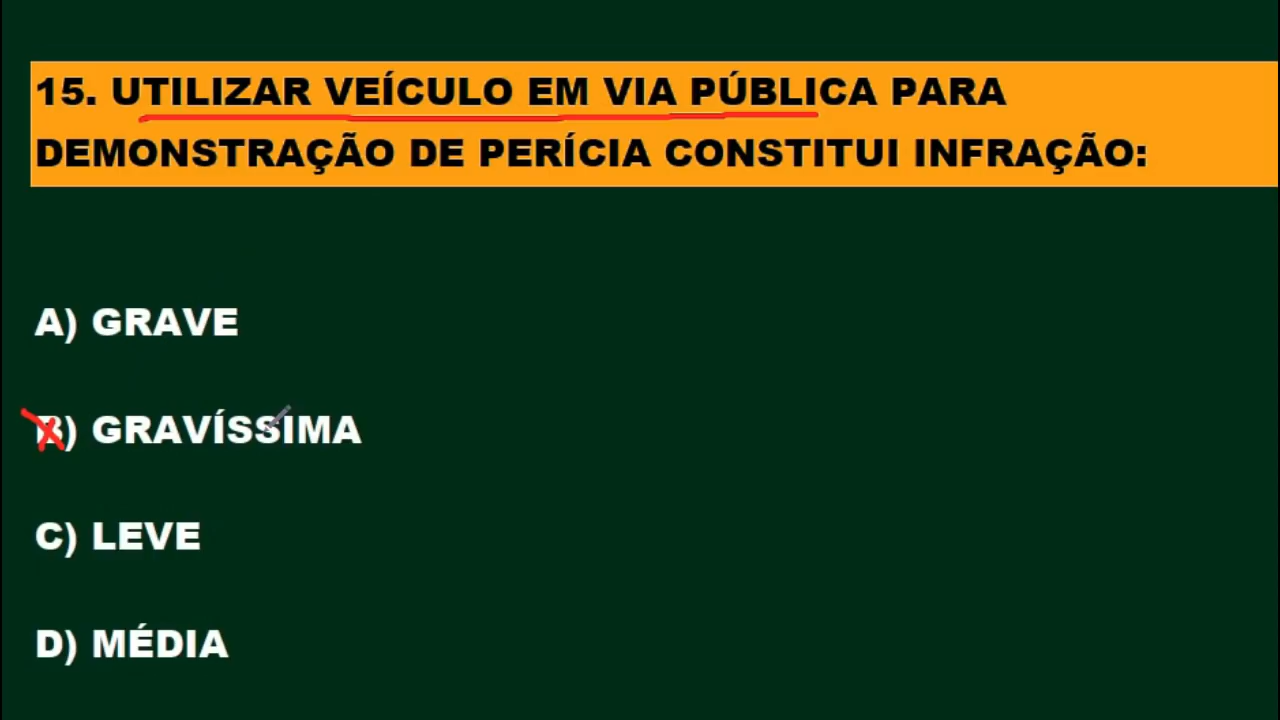 15. UTILIZAR VEÍCULO EM VIA PÚBLICA PARA
DEMONSTRAÇÃO DE PERÍCIA CONSTITUI INFRAÇÃO:
A) GRAVE
B) GRAVÍSSIMA
C) LEVE
D) MÉDIA